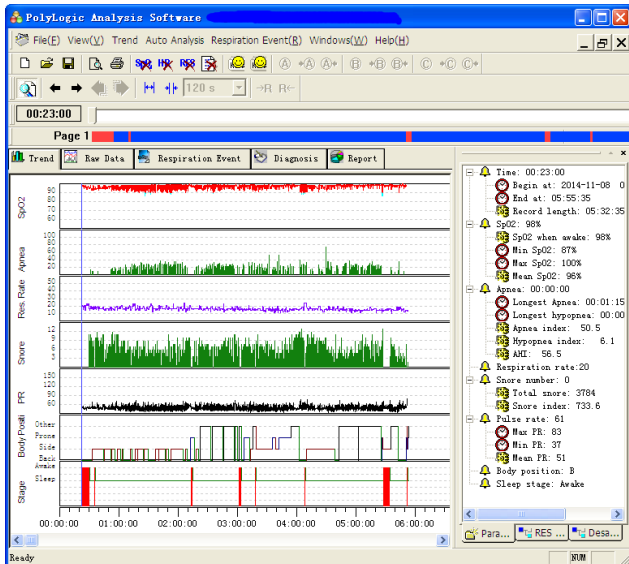 PolyLogic Analysis Software
File(F) View(V) Trend Auto Analysis Respiration Event(R) Windows(W) Help(H)
SpO2 HR RES
A +A A+ B +B B+ C +C C+
120 s →R R←
00:23:00
Page 1
Trend Raw Data Respiration Event Diagnosis Report
SpO2
90
80
70
60
Apnea
100
80
60
40
20
Res. Rate
50
40
30
20
10
Snore
12
9
6
3
PR
150
120
90
60
Body Positi
Other
Prone
Side
Back
Stage
Awake
Sleep
00:00:00 01:00:00 02:00:00 03:00:00 04:00:00 05:00:00 06:00:00
Time: 00:23:00
Begin at: 2014-11-08 0
End at: 05:55:35
Record length: 05:32:35
SpO2: 98%
SpO2 when awake: 98%
Min SpO2: 87%
Max SpO2: 100%
Mean SpO2: 96%
Apnea: 00:00:00
Longest Apnea: 00:01:15
Longest hypopnea: 00:00
Apnea index: 50.5
Hypopnea index: 6.1
AHI: 56.5
Respiration rate:20
Snore number: 0
Total snore: 3784
Snore index: 733.6
Pulse rate: 61
Max PR: 83
Min PR: 37
Mean PR: 51
Body position: B
Sleep stage: Awake
Para... RES ... Desa...
Ready NUM